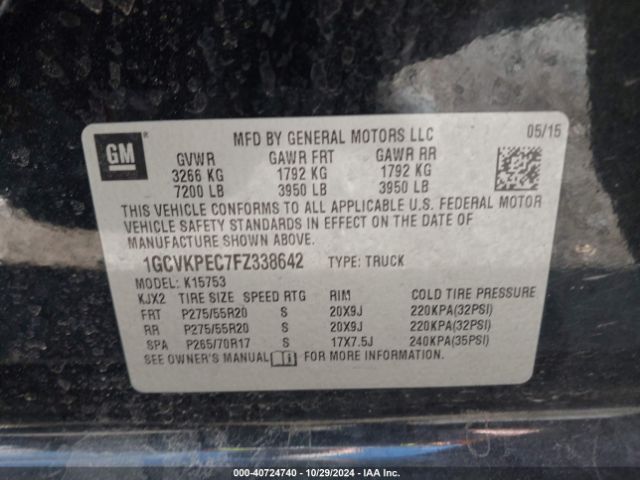 GM
MFD BY GENERAL MOTORS LLC 05/15
GVWR GAWR FRT GAWR RR
3266 KG 1792 KG 1792 KG
7200 LB 3950 LB 3950 LB
THIS VEHICLE CONFORMS TO ALL APPLICABLE U.S. FEDERAL MOTOR
VEHICLE SAFETY STANDARDS IN EFFECT ON THE DATE OF
MANUFACTURE SHOWN ABOVE.
1GCVKPEC7FZ338642 TYPE: TRUCK
MODEL: K15753
KJX2 TIRE SIZE SPEED RTG RIM COLD TIRE PRESSURE
FRT P275/55R20 S 20X9J 220KPA(32PSI)
RR P275/55R20 S 20X9J 220KPA(32PSI)
SPA P265/70R17 S 17X7.5J 240KPA(35PSI)
SEE OWNER'S MANUAL FOR MORE INFORMATION.
000-40724740 - 10/29/2024 - IAA Inc.